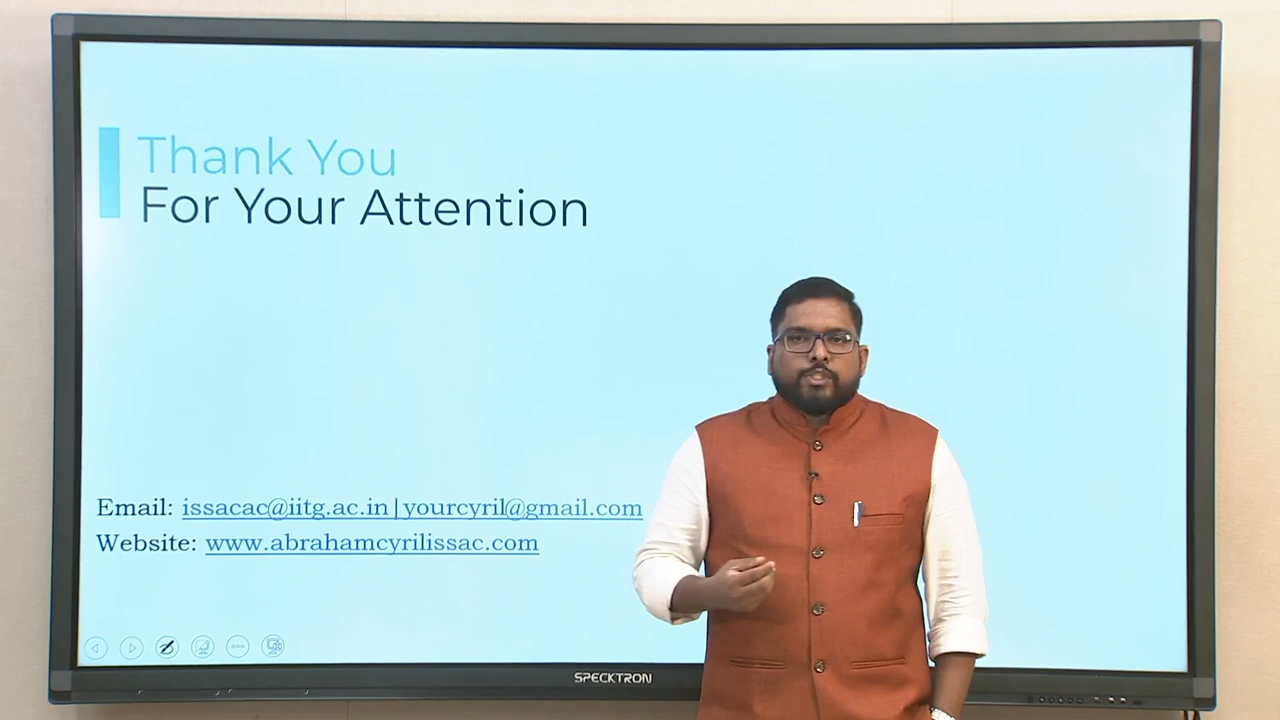 Thank You
For Your Attention
Email: issacac@iitg.ac.in|yourcyril@gmail.com
Website: www.abrahamcyrilissac.com
SPECKTRON